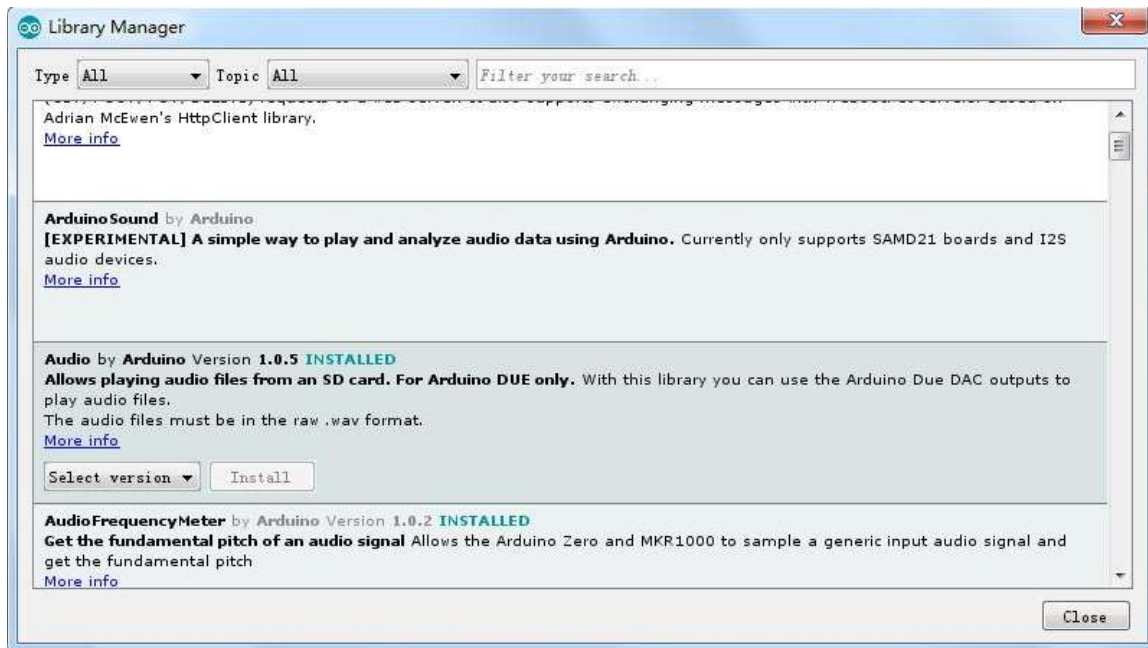 Library Manager
Type All Topic All Filter your search...
Adrian McEwen's HttpClient library.
More info
ArduinoSound by Arduino
[EXPERIMENTAL] A simple way to play and analyze audio data using Arduino. Currently only supports SAMD21 boards and I2S
audio devices.
More info
Audio by Arduino Version 1.0.5 INSTALLED
Allows playing audio files from an SD card. For Arduino DUE only. With this library you can use the Arduino Due DAC outputs to
play audio files.
The audio files must be in the raw .wav format.
More info
Select version Install
AudioFrequencyMeter by Arduino Version 1.0.2 INSTALLED
Get the fundamental pitch of an audio signal Allows the Arduino Zero and MKR1000 to sample a generic input audio signal and
get the fundamental pitch
More info
Close